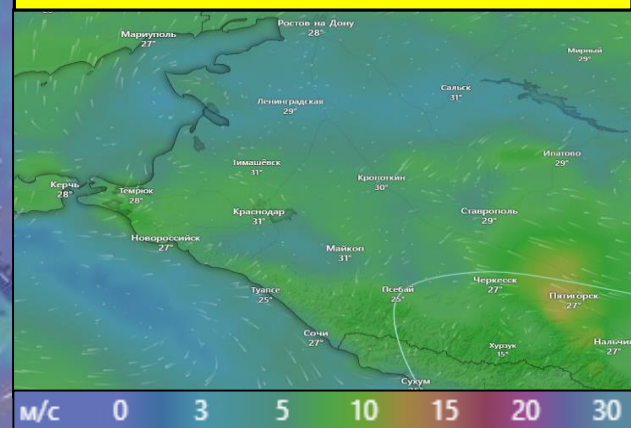 Ростов-на-Дону
28°
Мариуполь
27°
Мирный
29°
Сальск
31°
Ленинградская
29°
Тимашёвск
31°
Ипатово
29°
Кропоткин
30°
Керчь
28°
Темрюк
28°
Краснодар
31°
Ставрополь
29°
Новороссийск
27°
Майкоп
31°
Черкесск
27°
Туапсе
25°
Псебай
26°
Пятигорск
27°
Сочи
27°
Хурзук
15°
Нальчик
27°
Сухум
м/с 0 3 5 10 15 20 30